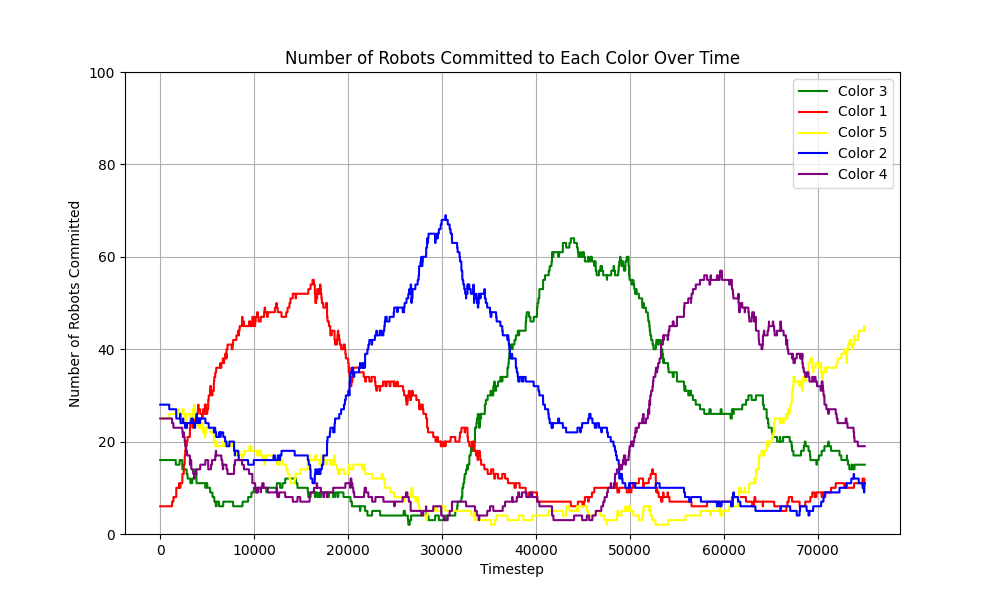 Number of Robots Committed to Each Color Over Time
100
80
60
40
20
0
Number of Robots Committed
Color 3
Color 1
Color 5
Color 2
Color 4
0 10000 20000 30000 40000 50000 60000 70000
Timestep